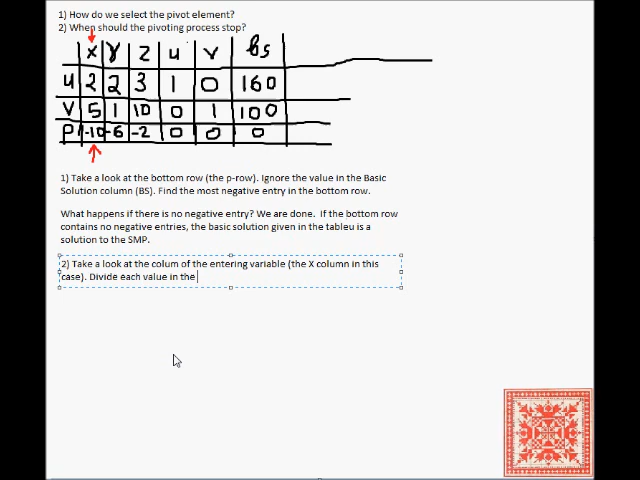 1) How do we select the pivot element?
2) When should the pivoting process stop?
X Y Z u v bs
u 2 2 3 1 0 160
v 5 1 10 0 1 100
P -10 -6 -2 0 0 0
1) Take a look at the bottom row (the p-row). Ignore the value in the Basic
Solution column (BS). Find the most negative entry in the bottom row.
What happens if there is no negative entry? We are done. If the bottom row
contains no negative entries, the basic solution given in the tableu is a
solution to the SMP.
2) Take a look at the colum of the entering variable (the X column in this
case). Divide each value in the